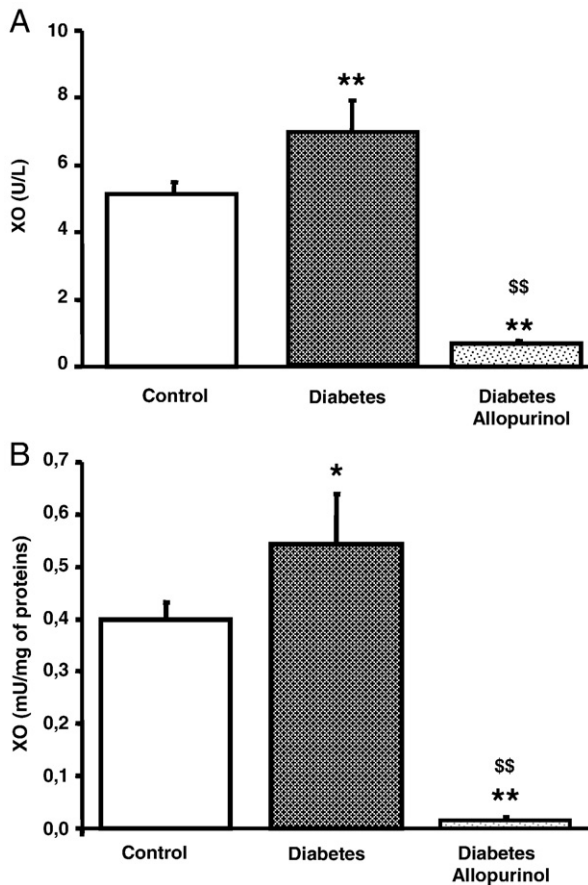 A
XO (U/L)
10
8
6
4
2
0
**
$$
**
Control
Diabetes
Diabetes
Allopurinol
B
XO (mU/mg of proteins)
0,7
0,6
0,5
0,4
0,3
0,2
0,1
0,0
*
$$
**
Control
Diabetes
Diabetes
Allopurinol